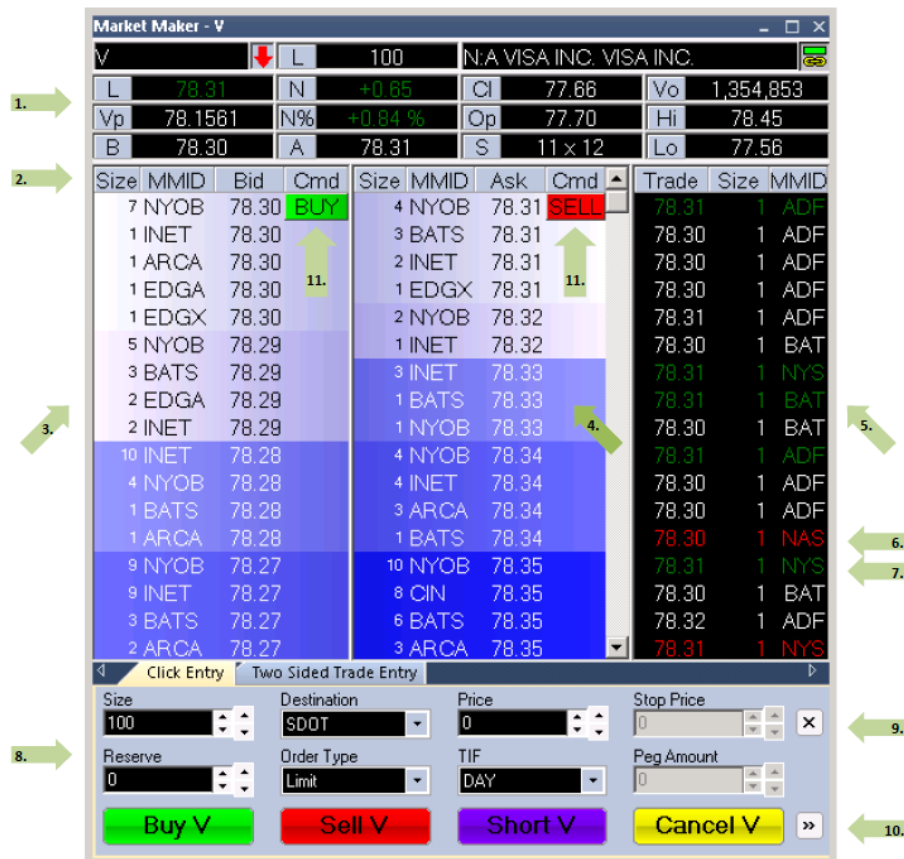 Market Maker - V
V L 100 N:A VISA INC. VISA INC.
1. L 78.31 N +0.65 Cl 77.66 Vo 1,354,853
Vp 78.1561 N% +0.84 % Op 77.70 Hi 78.45
B 78.30 A 78.31 S 11 x 12 Lo 77.56
2. Size MMID Bid Cmd Size MMID Ask Cmd Trade Size MMID
7 NYOB 78.30 BUY 4 NYOB 78.31 SELL 78.31 1 ADF
1 INET 78.30 3 BATS 78.31 78.30 1 ADF
1 ARCA 78.30 11. 2 INET 78.31 11. 78.30 1 ADF
1 EDGA 78.30 1 EDGX 78.31 78.30 1 ADF
1 EDGX 78.30 2 NYOB 78.32 78.31 1 ADF
5 NYOB 78.29 1 INET 78.32 78.30 1 BAT
3 BATS 78.29 3 INET 78.33 78.31 1 NYS
2 EDGA 78.29 1 BATS 78.33 78.31 1 BAT
3. 2 INET 78.29 1 NYOB 78.33 4. 78.30 1 BAT 5.
10 INET 78.28 4 NYOB 78.34 78.31 1 ADF
4 NYOB 78.28 4 INET 78.34 78.30 1 ADF
1 BATS 78.28 3 ARCA 78.34 78.30 1 ADF
1 ARCA 78.28 1 BATS 78.34 78.30 1 NAS 6.
9 NYOB 78.27 10 NYOB 78.35 78.31 1 NYS 7.
9 INET 78.27 8 CIN 78.35 78.30 1 BAT
3 BATS 78.27 6 BATS 78.35 78.32 1 ADF
2 ARCA 78.27 3 ARCA 78.35 78.31 1 NYS
Click Entry Two Sided Trade Entry
Size Destination Price Stop Price
100 SDOT 0 0 × 9.
8. Reserve Order Type TIF Peg Amount
0 Limit DAY 0
Buy V Sell V Short V Cancel V » 10.